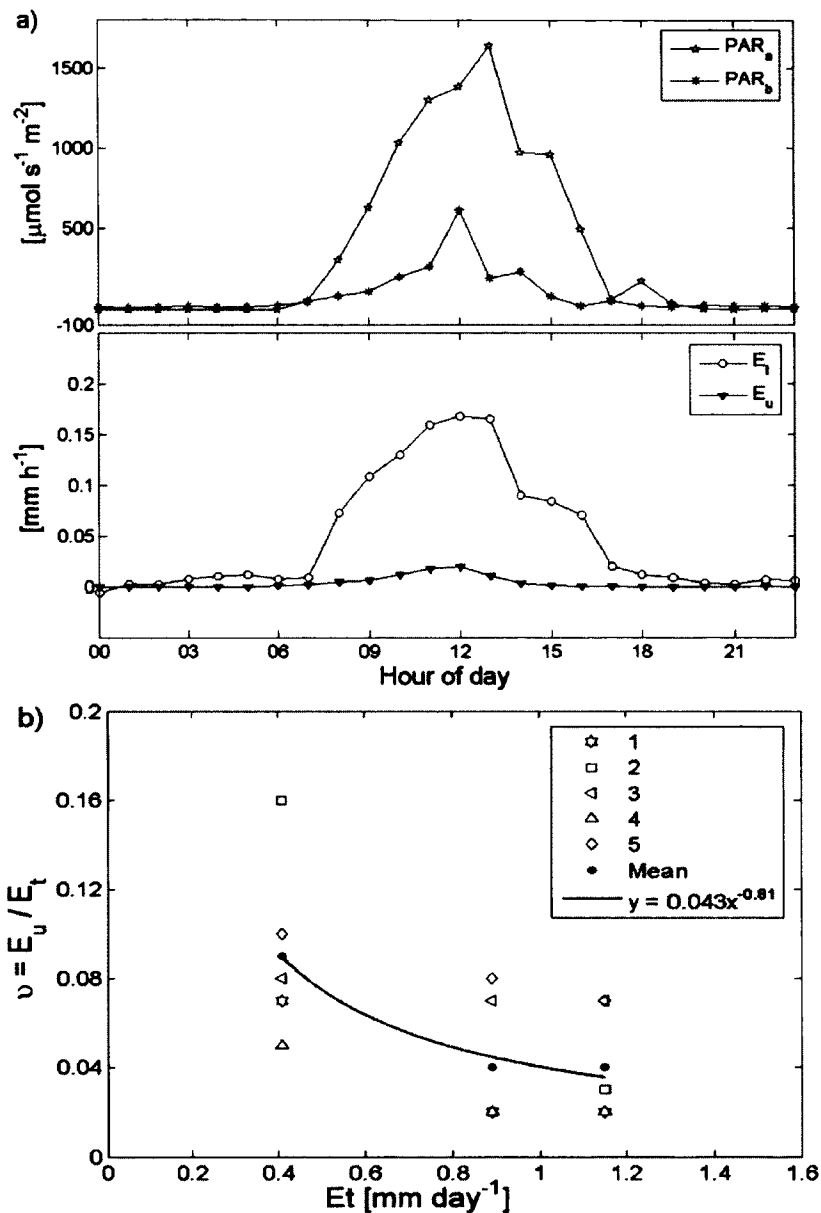 a)
1500
1000
500
-100
[μmol s⁻¹ m⁻²]
PARₐ
PAR_b
0.2
0.15
0.1
0.05
0
[mm h⁻¹]
E_t
E_u
00 03 06 09 12 15 18 21
Hour of day
b)
0.2
0.16
0.12
0.08
0.04
0
υ = E_u / E_t
1
2
3
4
5
Mean
y = 0.043x^-0.81
0 0.2 0.4 0.6 0.8 1 1.2 1.4 1.6
Et [mm day⁻¹]